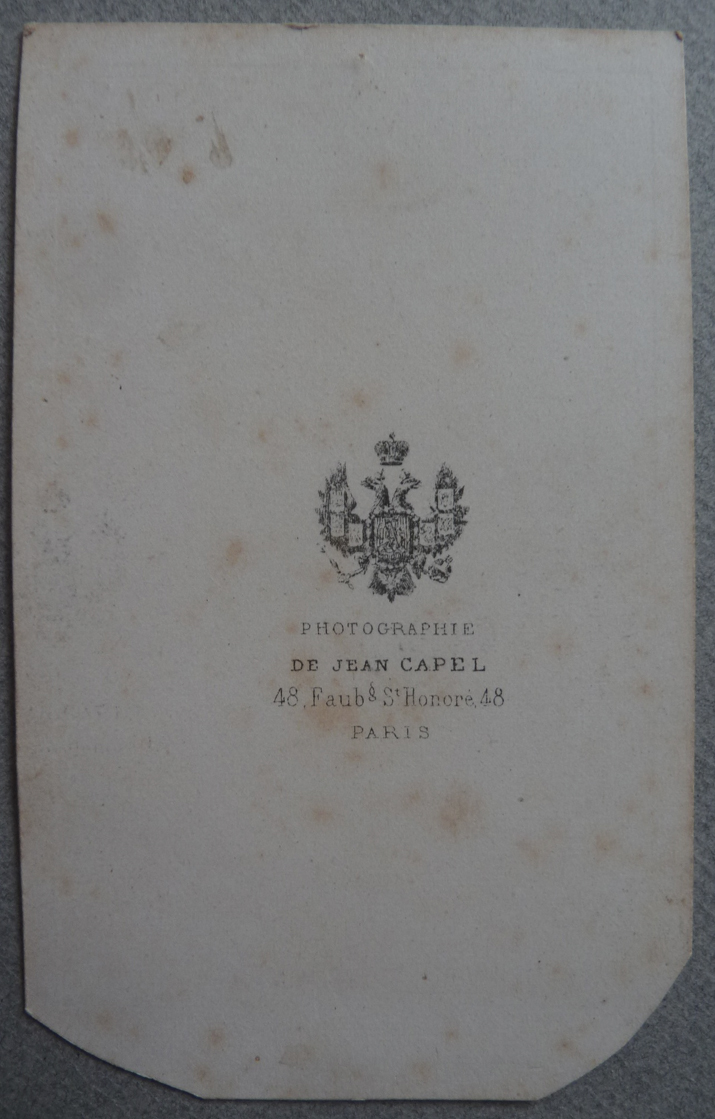 PHOTOGRAPHIE
DE JEAN CAPEL
48, Faubg St Honoré, 48
PARIS